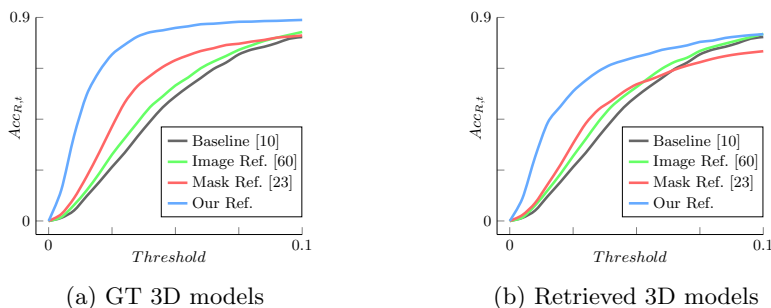 0.9
Acc_{R,t}
Baseline [10]
Image Ref. [60]
Mask Ref. [23]
Our Ref.
0
0
Threshold
0.1
(a) GT 3D models
0.9
Acc_{R,t}
Baseline [10]
Image Ref. [60]
Mask Ref. [23]
Our Ref.
0
0
Threshold
0.1
(b) Retrieved 3D models